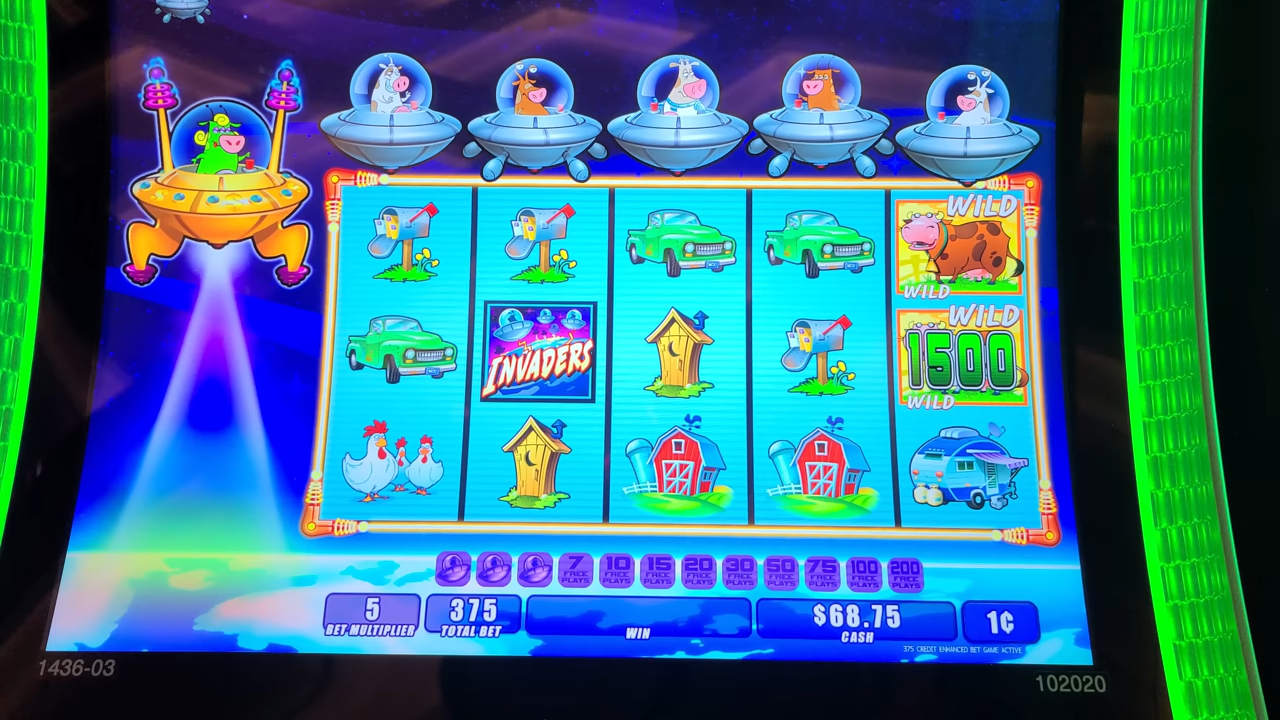 WILD
WILD
INVADERS
WILD
1500
WILD
7 FREE PLAYS
10 FREE PLAYS
15 FREE PLAYS
20 FREE PLAYS
30 FREE PLAYS
50 FREE PLAYS
75 FREE PLAYS
100 FREE PLAYS
200 FREE PLAYS
5
BET MULTIPLIER
375
TOTAL BET
WIN
$68.75
CASH
1¢
375 CREDIT ENHANCED BET GAME ACTIVE
1436-03
102020